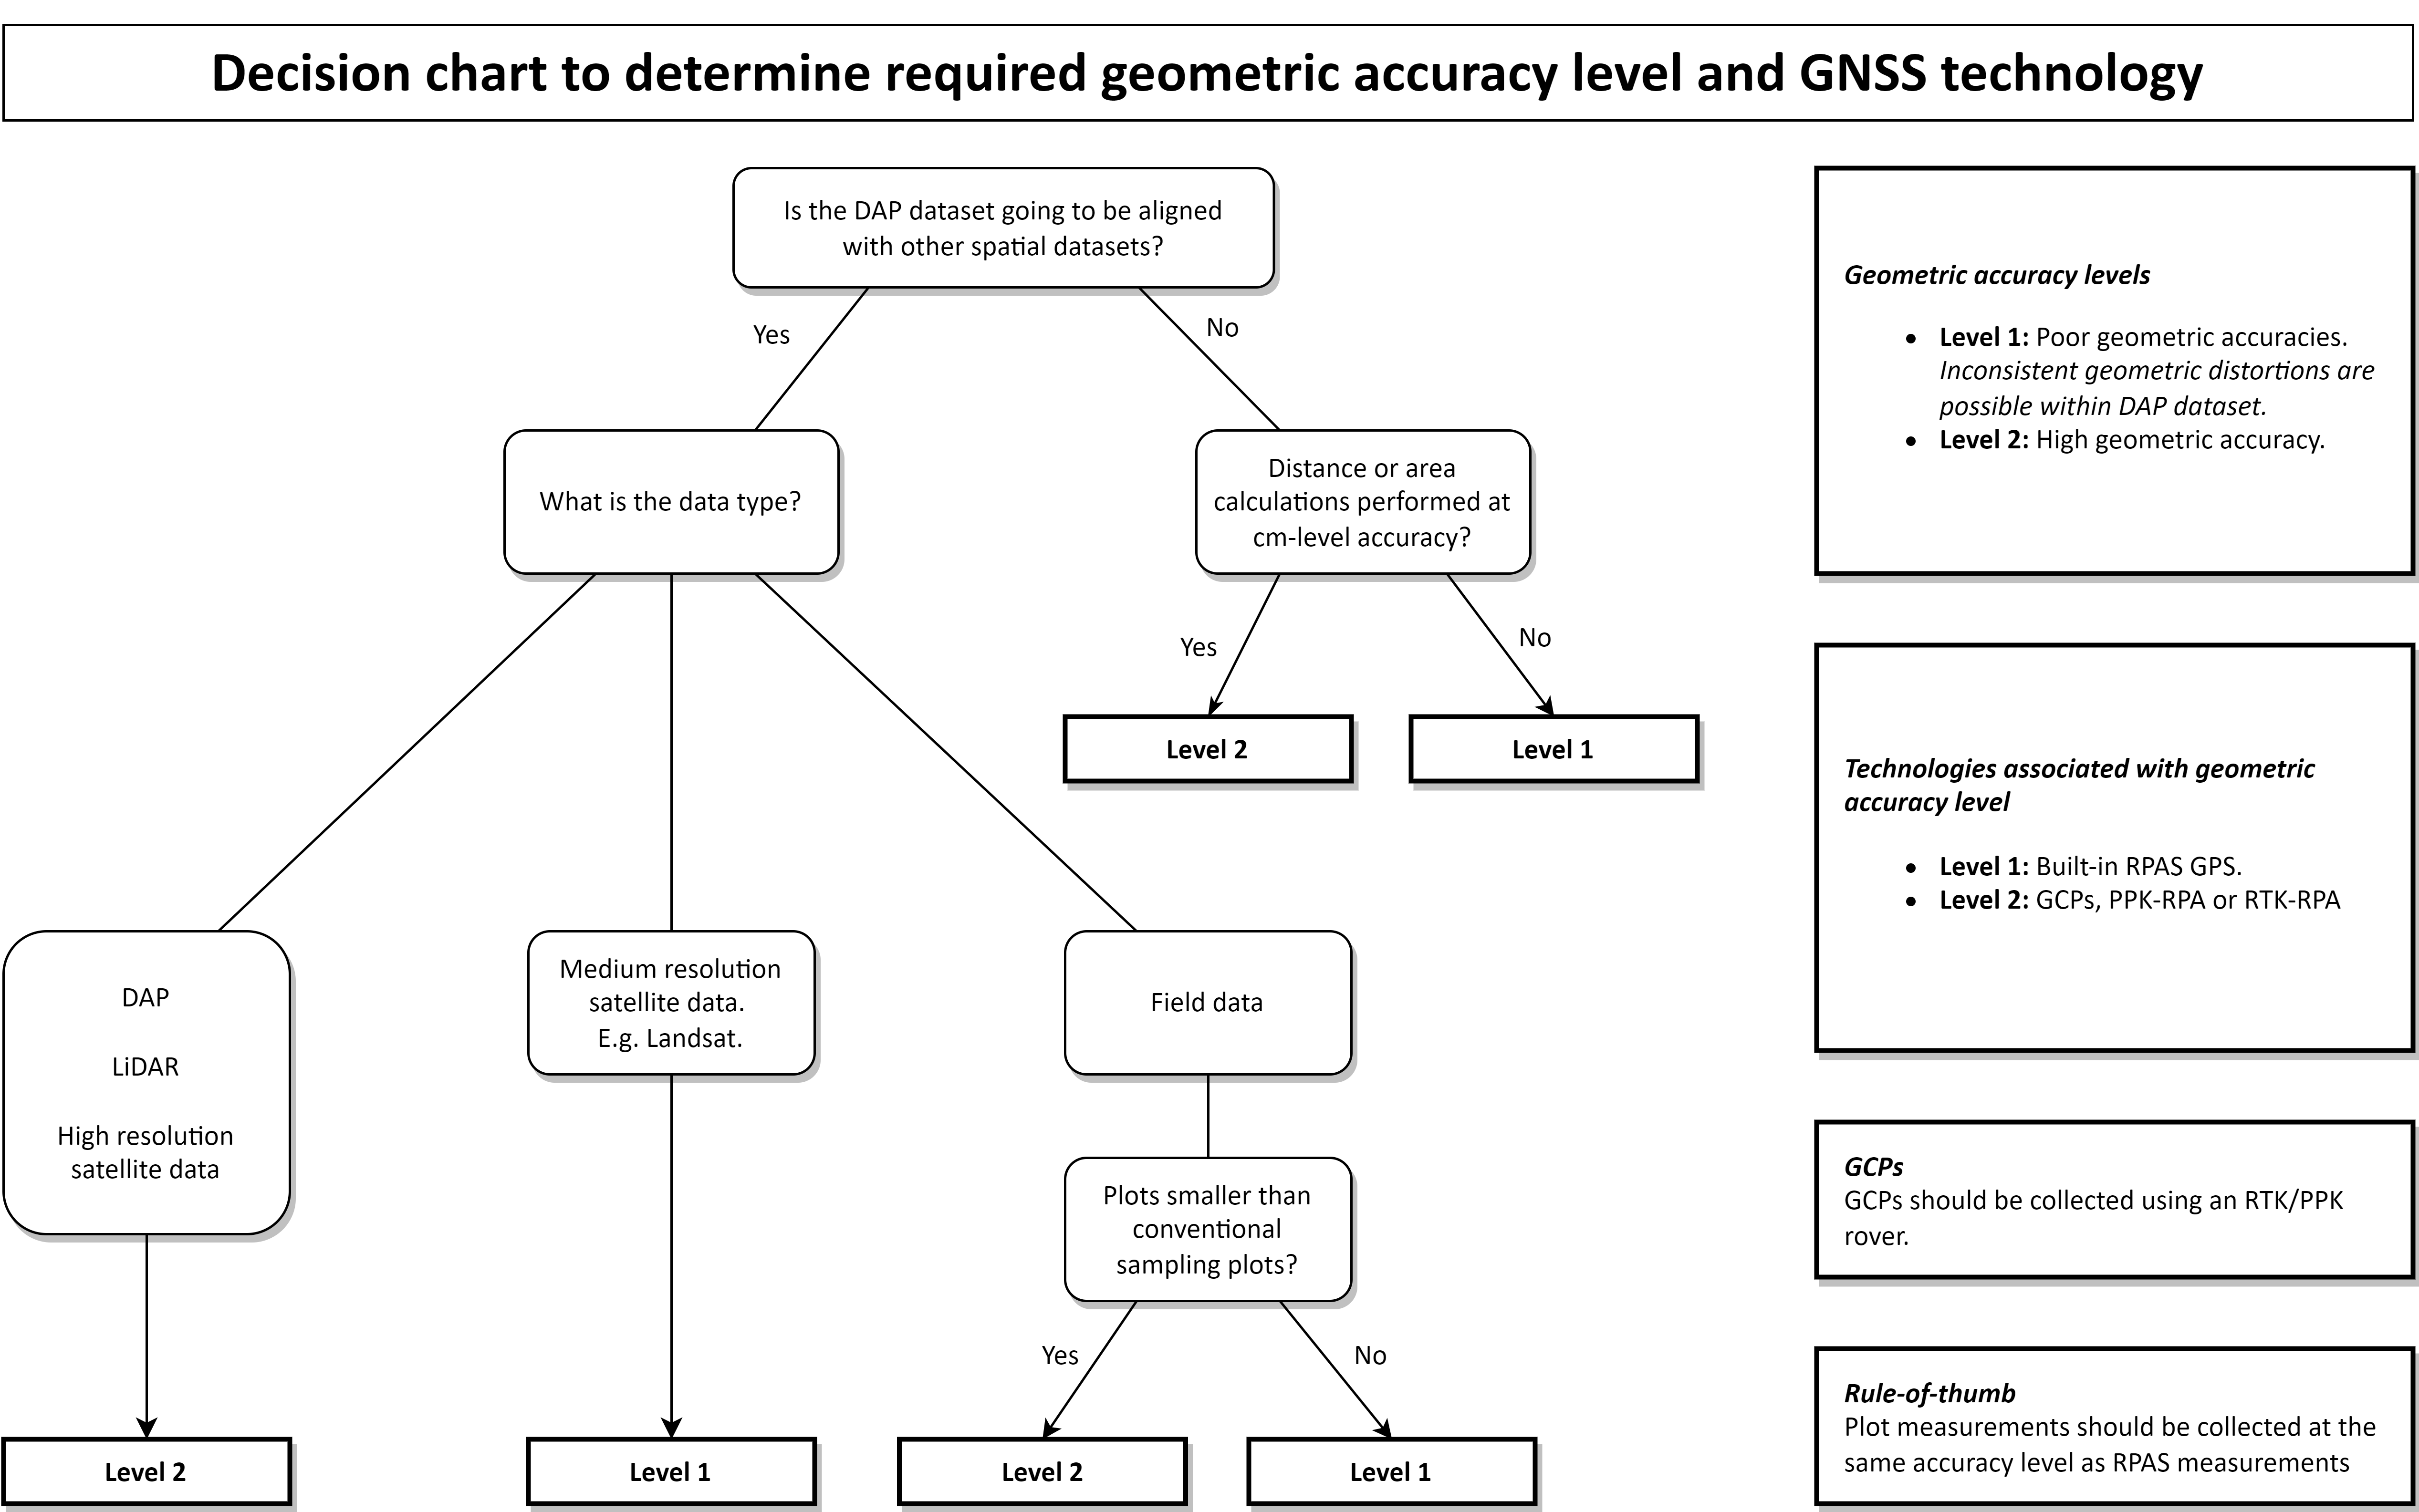 Decision chart to determine required geometric accuracy level and GNSS technology
Is the DAP dataset going to be aligned
with other spatial datasets?
Yes
No
What is the data type?
Distance or area
calculations performed at
cm-level accuracy?
Yes
No
Level 2
Level 1
DAP
LiDAR
High resolution
satellite data
Medium resolution
satellite data.
E.g. Landsat.
Field data
Plots smaller than
conventional
sampling plots?
Yes
No
Level 2
Level 1
Level 2
Level 1
Geometric accuracy levels
• Level 1: Poor geometric accuracies.
Inconsistent geometric distortions are
possible within DAP dataset.
• Level 2: High geometric accuracy.
Technologies associated with geometric
accuracy level
• Level 1: Built-in RPAS GPS.
• Level 2: GCPs, PPK-RPA or RTK-RPA
GCPs
GCPs should be collected using an RTK/PPK
rover.
Rule-of-thumb
Plot measurements should be collected at the
same accuracy level as RPAS measurements